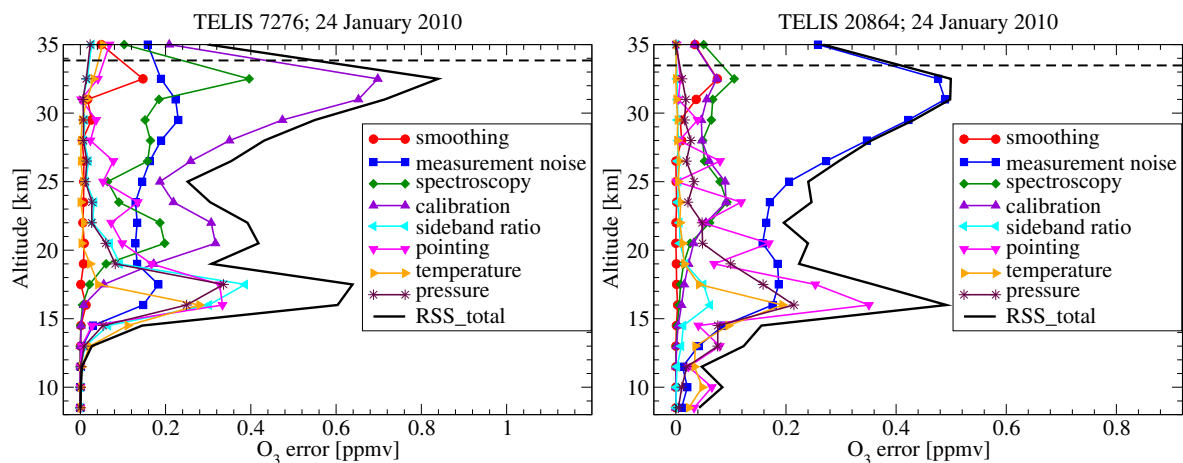 TELIS 7276; 24 January 2010
35
30
25
20
15
10
Altitude [km]
smoothing
measurement noise
spectroscopy
calibration
sideband ratio
pointing
temperature
pressure
RSS_total
0 0.2 0.4 0.6 0.8 1
O3 error [ppmv]
TELIS 20864; 24 January 2010
35
30
25
20
15
10
Altitude [km]
smoothing
measurement noise
spectroscopy
calibration
sideband ratio
pointing
temperature
pressure
RSS_total
0 0.2 0.4 0.6 0.8
O3 error [ppmv]